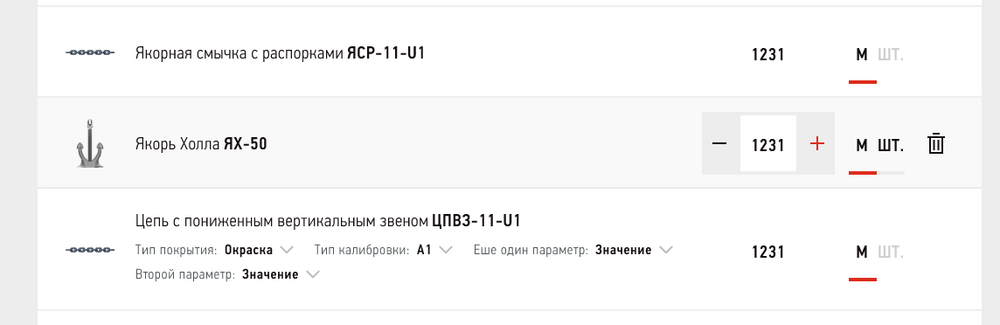 Якорная смычка с распорками ЯСР-11-U1 1231 М ШТ.
Якорь Холла ЯХ-50 — 1231 + М ШТ.
Цепь с пониженным вертикальным звеном ЦПВЗ-11-U1
Тип покрытия: Окраска Тип калибровки: А1 Еше один параметр: Значение 1231 М ШТ.
Второй параметр: Значение